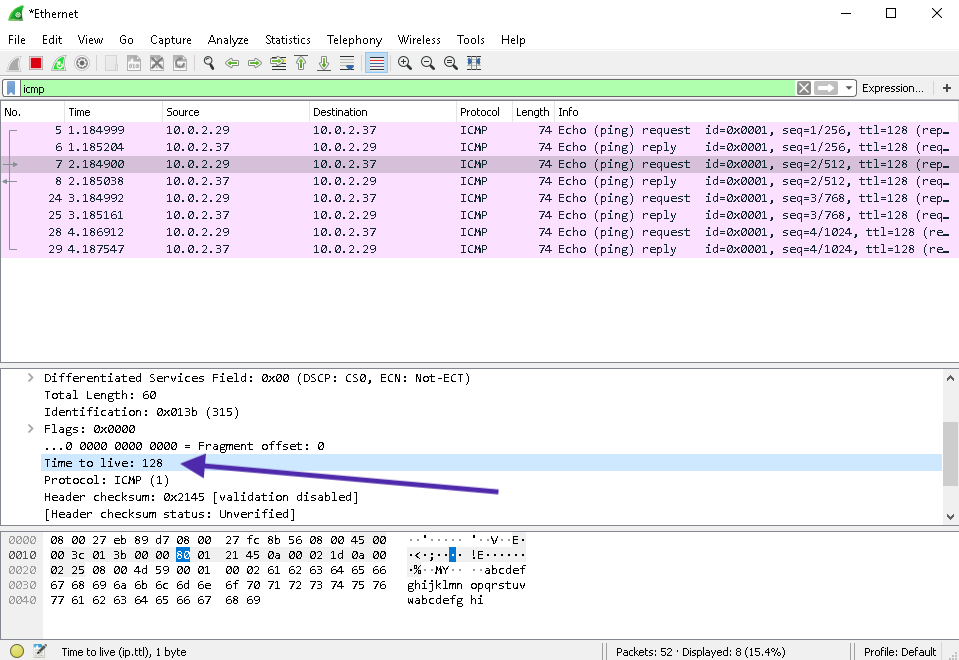 *Ethernet
File Edit View Go Capture Analyze Statistics Telephony Wireless Tools Help
icmp Expression... +
No. Time Source Destination Protocol Length Info
5 1.184999 10.0.2.29 10.0.2.37 ICMP 74 Echo (ping) request id=0x0001, seq=1/256, ttl=128 (rep…
6 1.185204 10.0.2.37 10.0.2.29 ICMP 74 Echo (ping) reply id=0x0001, seq=1/256, ttl=128 (req…
7 2.184900 10.0.2.29 10.0.2.37 ICMP 74 Echo (ping) request id=0x0001, seq=2/512, ttl=128 (rep…
8 2.185038 10.0.2.37 10.0.2.29 ICMP 74 Echo (ping) reply id=0x0001, seq=2/512, ttl=128 (req…
24 3.184992 10.0.2.29 10.0.2.37 ICMP 74 Echo (ping) request id=0x0001, seq=3/768, ttl=128 (rep…
25 3.185161 10.0.2.37 10.0.2.29 ICMP 74 Echo (ping) reply id=0x0001, seq=3/768, ttl=128 (req…
28 4.186912 10.0.2.29 10.0.2.37 ICMP 74 Echo (ping) request id=0x0001, seq=4/1024, ttl=128 (re…
29 4.187547 10.0.2.37 10.0.2.29 ICMP 74 Echo (ping) reply id=0x0001, seq=4/1024, ttl=128 (re…
Differentiated Services Field: 0x00 (DSCP: CS0, ECN: Not-ECT)
Total Length: 60
Identification: 0x013b (315)
Flags: 0x0000
...0 0000 0000 0000 = Fragment offset: 0
Time to live: 128
Protocol: ICMP (1)
Header checksum: 0x2145 [validation disabled]
[Header checksum status: Unverified]
0000 08 00 27 eb 89 d7 08 00 27 fc 8b 56 08 00 45 00 ··'····· '··V··E·
0010 00 3c 01 3b 00 00 80 01 21 45 0a 00 02 1d 0a 00 ·<·;···· !E······
0020 02 25 08 00 4d 59 00 01 00 02 61 62 63 64 65 66 ·%··MY·· ··abcdef
0030 67 68 69 6a 6b 6c 6d 6e 6f 70 71 72 73 74 75 76 ghijklmn opqrstuv
0040 77 61 62 63 64 65 66 67 68 69 wabcdefg hi
Time to live (ip.ttl), 1 byte Packets: 52 · Displayed: 8 (15.4%) Profile: Default